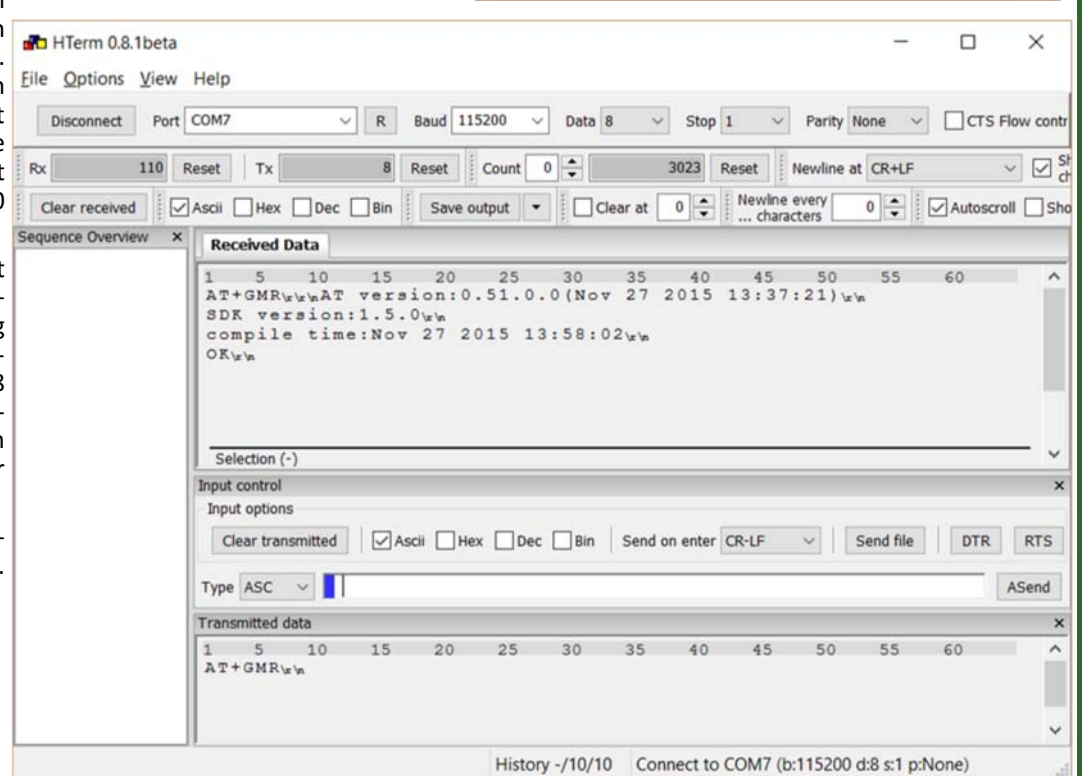 HTerm 0.8.1beta
File Options View Help
Disconnect Port COM7 R Baud 115200 Data 8 Stop 1 Parity None CTS Flow contr
Rx 110 Reset Tx 8 Reset Count 0 3023 Reset Newline at CR+LF
Clear received Ascii Hex Dec Bin Save output Clear at 0 Newline every ... characters 0 Autoscroll Sho
Sequence Overview × Received Data
1 5 10 15 20 25 30 35 40 45 50 55 60
AT+GMR\r\r\nAT version:0.51.0.0(Nov 27 2015 13:37:21)\r\n
SDK version:1.5.0\r\n
compile time:Nov 27 2015 13:58:02\r\n
OK\r\n
Selection (-)
Input control
Input options
Clear transmitted Ascii Hex Dec Bin Send on enter CR-LF Send file DTR RTS
Type ASC ASend
Transmitted data
1 5 10 15 20 25 30 35 40 45 50 55 60
AT+GMR\r\n
History -/10/10 Connect to COM7 (b:115200 d:8 s:1 p:None)